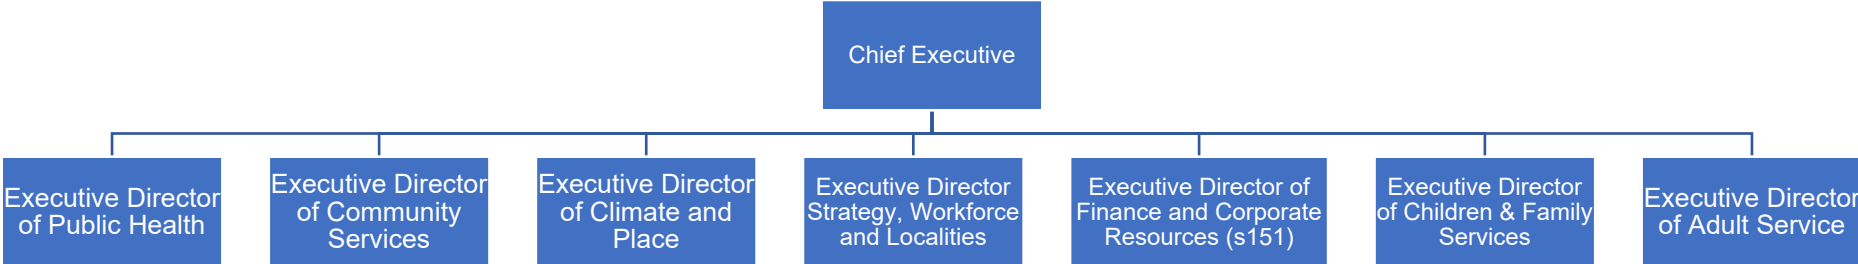 Chief Executive
Executive Director
of Public Health
Executive Director
of Community
Services
Executive Director
of Climate and
Place
Executive Director
Strategy, Workforce
and Localities
Executive Director of
Finance and Corporate
Resources (s151)
Executive Director
of Children & Family
Services
Executive Director
of Adult Service